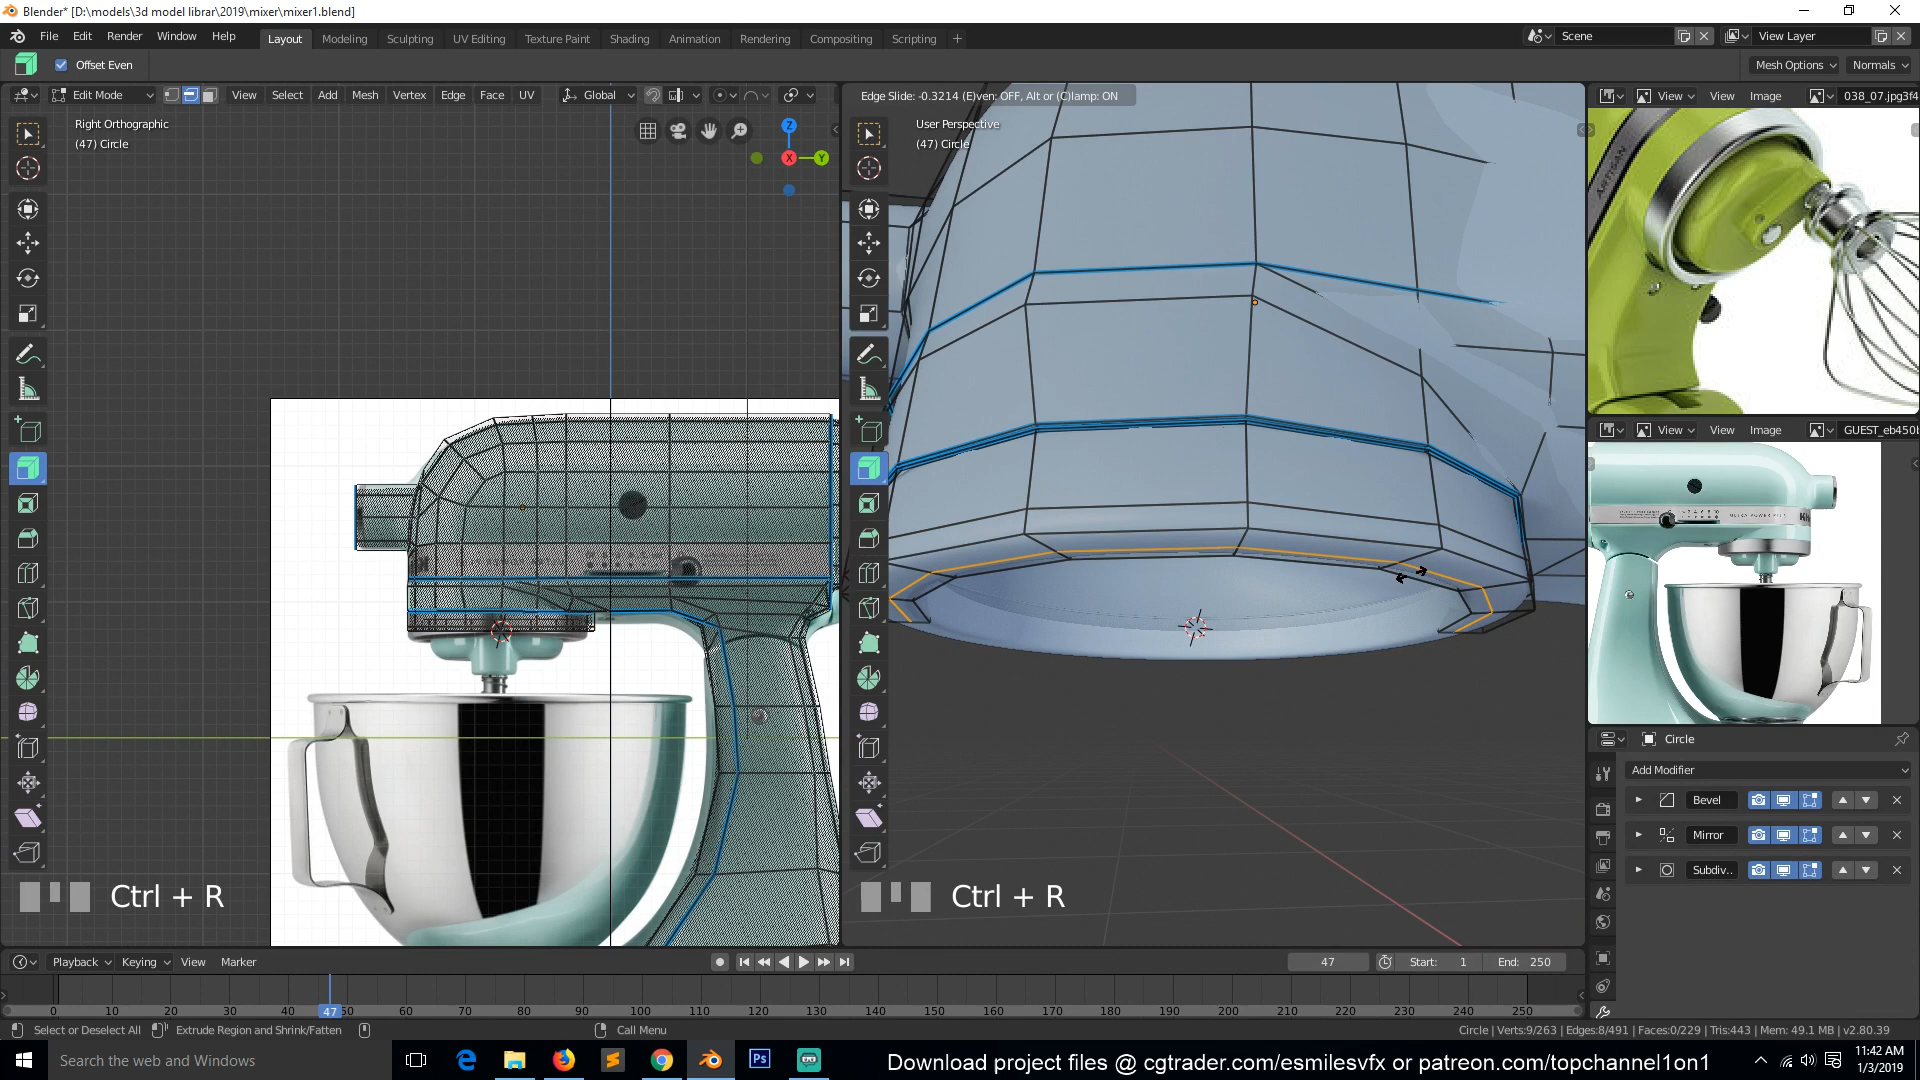 Blender* [D:\models\3d model librar\2019\mixer\mixer1.blend]
File Edit Render Window Help
Layout Modeling Sculpting UV Editing Texture Paint Shading Animation Rendering Compositing Scripting +
Scene View Layer
Offset Even
Mesh Options Normals
Edit Mode View Select Add Mesh Vertex Edge Face UV Global
Right Orthographic
(47) Circle
Z
X
Y
Ctrl + R
Edge Slide: -0.3214 (E)ven: OFF, Alt or (C)lamp: ON
User Perspective
(47) Circle
Ctrl + R
View View Image 038_07.jpg3f4
ARTISAN
View View Image GUEST_eb450b
Circle
Add Modifier
Bevel
Mirror
Subdiv..
Playback Keying View Marker
47 Start: 1 End: 250
0 10 20 30 40 47 50 60 70 80 90 100 110 120 130 140 150 160 170 180 190 200 210 220 230 240 250
Select or Deselect All Extrude Region and Shrink/Fatten Call Menu
Circle | Verts:9/263 | Edges:8/491 | Faces:0/229 | Tris:443 | Mem: 49.1 MB | v2.80.39
Search the web and Windows
Ps
Download project files @ cgtrader.com/esmilesvfx or patreon.com/topchannel1on1
11:42 AM
1/3/2019